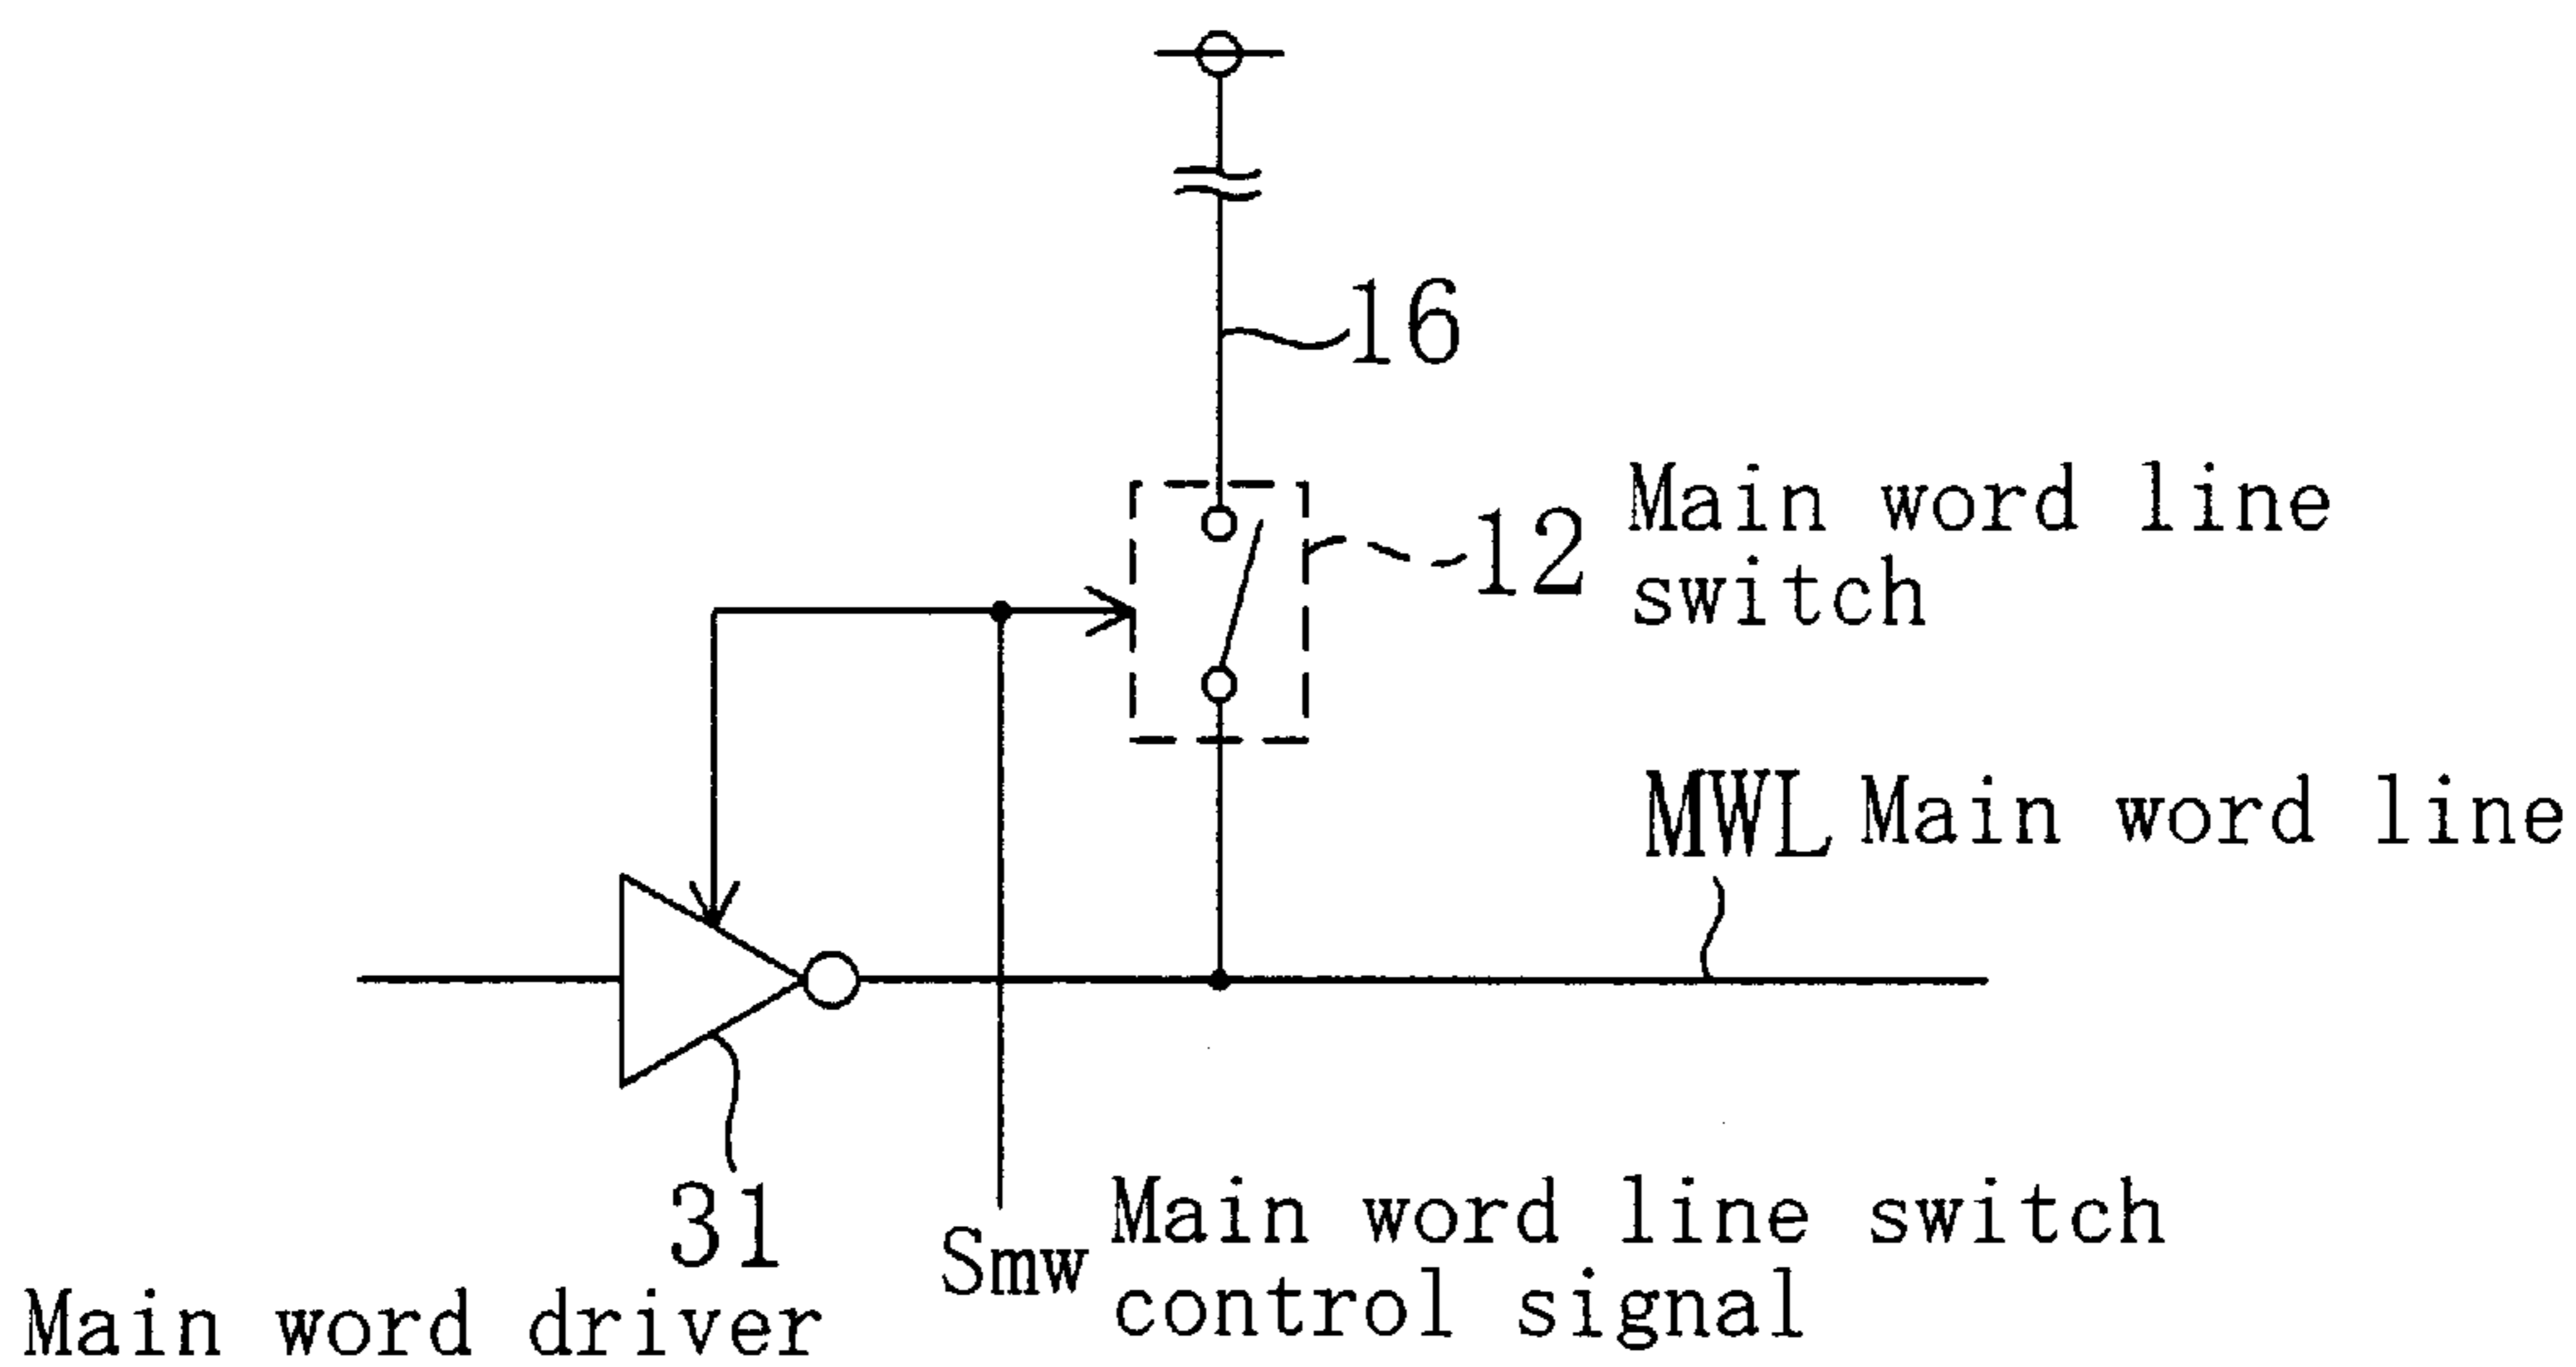 16
12 Main word line
switch
MWL Main word line
31
Main word driver
Smw Main word line switch
control signal